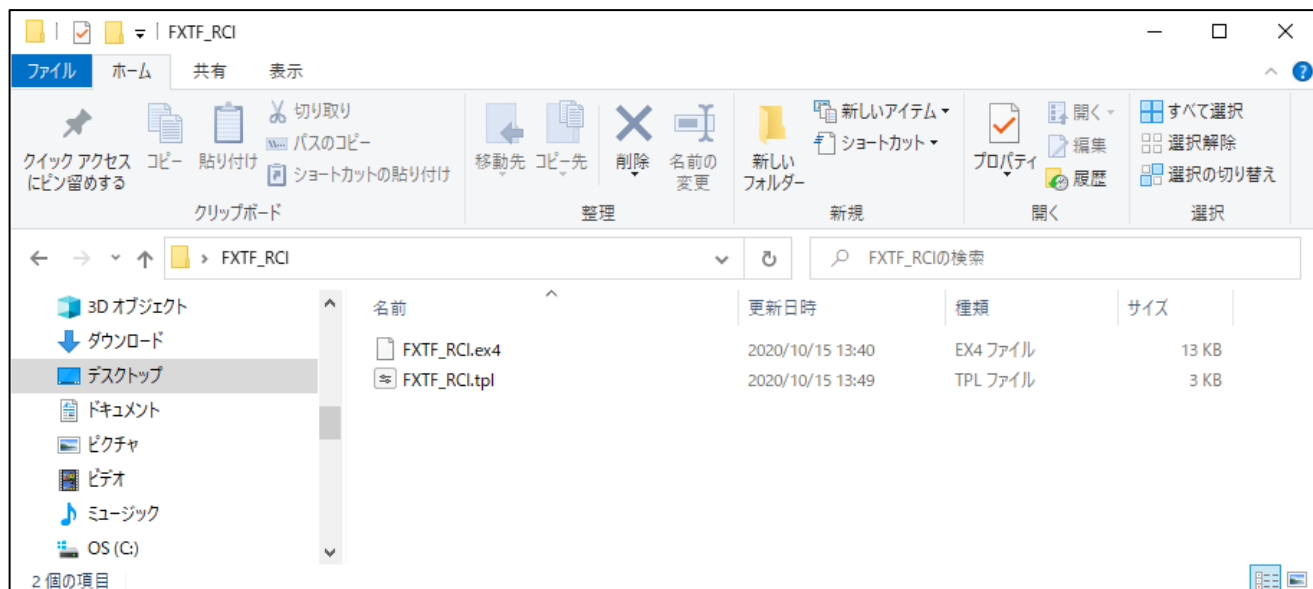 FXTF_RCI
ファイル ホーム 共有 表示
クイック アクセス
にピン留めする
コピー
貼り付け
切り取り
パスのコピー
ショートカットの貼り付け
クリップボード
移動先
コピー先
削除
名前の
変更
整理
新しい
フォルダー
新しいアイテム
ショートカット
新規
プロパティ
開く
編集
履歴
開く
すべて選択
選択解除
選択の切り替え
選択
FXTF_RCI
FXTF_RCIの検索
3D オブジェクト
ダウンロード
デスクトップ
ドキュメント
ピクチャ
ビデオ
ミュージック
OS (C:)
名前 更新日時 種類 サイズ
FXTF_RCI.ex4 2020/10/15 13:40 EX4 ファイル 13 KB
FXTF_RCI.tpl 2020/10/15 13:49 TPL ファイル 3 KB
2 個の項目